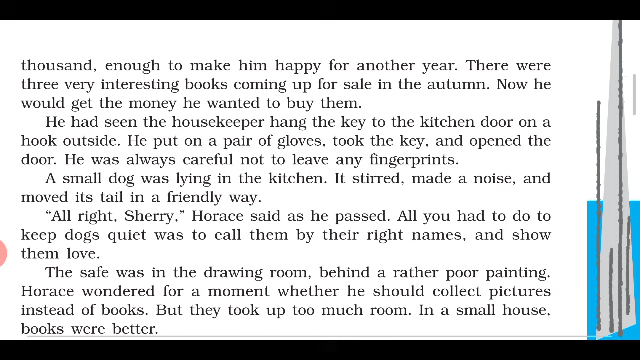 thousand, enough to make him happy for another year. There were
three very interesting books coming up for sale in the autumn. Now he
would get the money he wanted to buy them.
He had seen the housekeeper hang the key to the kitchen door on a
hook outside. He put on a pair of gloves, took the key, and opened the
door. He was always careful not to leave any fingerprints.
A small dog was lying in the kitchen. It stirred, made a noise, and
moved its tail in a friendly way.
“All right, Sherry,” Horace said as he passed. All you had to do to
keep dogs quiet was to call them by their right names, and show
them love.
The safe was in the drawing room, behind a rather poor painting.
Horace wondered for a moment whether he should collect pictures
instead of books. But they took up too much room. In a small house,
books were better.